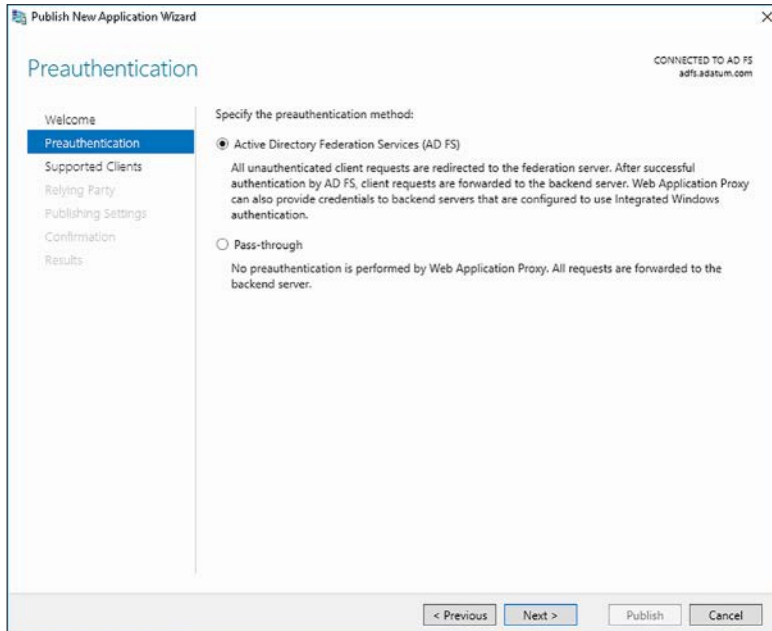 Publish New Application Wizard
Preauthentication
CONNECTED TO AD FS
adfs.adatum.com
Welcome
Preauthentication
Supported Clients
Relying Party
Publishing Settings
Confirmation
Results
Specify the preauthentication method:
Active Directory Federation Services (AD FS)
All unauthenticated client requests are redirected to the federation server. After successful
authentication by AD FS, client requests are forwarded to the backend server. Web Application Proxy
can also provide credentials to backend servers that are configured to use Integrated Windows
authentication.
Pass-through
No preauthentication is performed by Web Application Proxy. All requests are forwarded to the
backend server.
< Previous
Next >
Publish
Cancel